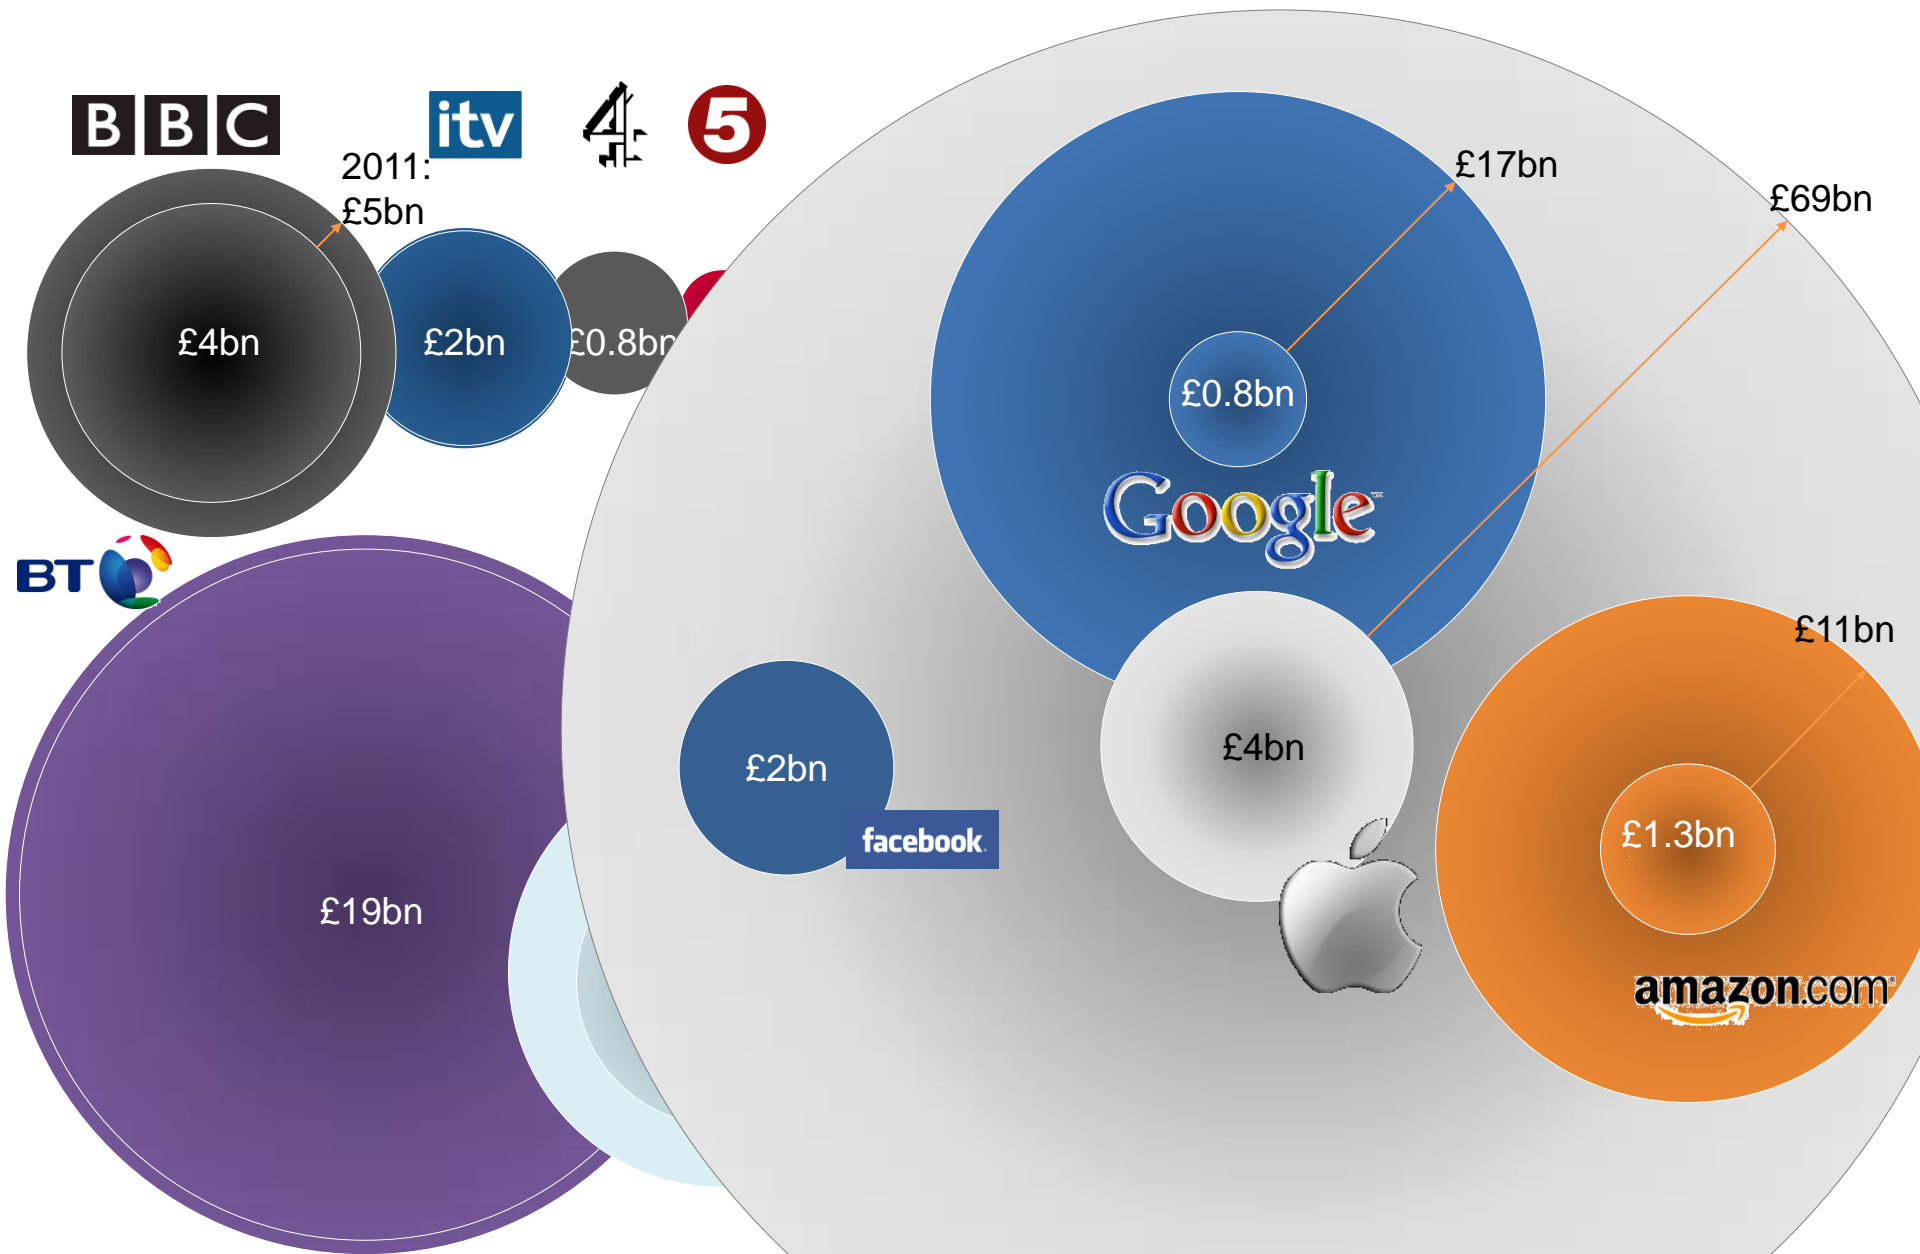 BBC
itv
4
5
2011:
£5bn
£17bn
£69bn
£4bn
£2bn
£0.8bn
£0.8bn
Google™
BT
£11bn
£2bn
£4bn
£1.3bn
facebook.
£19bn
amazon.com